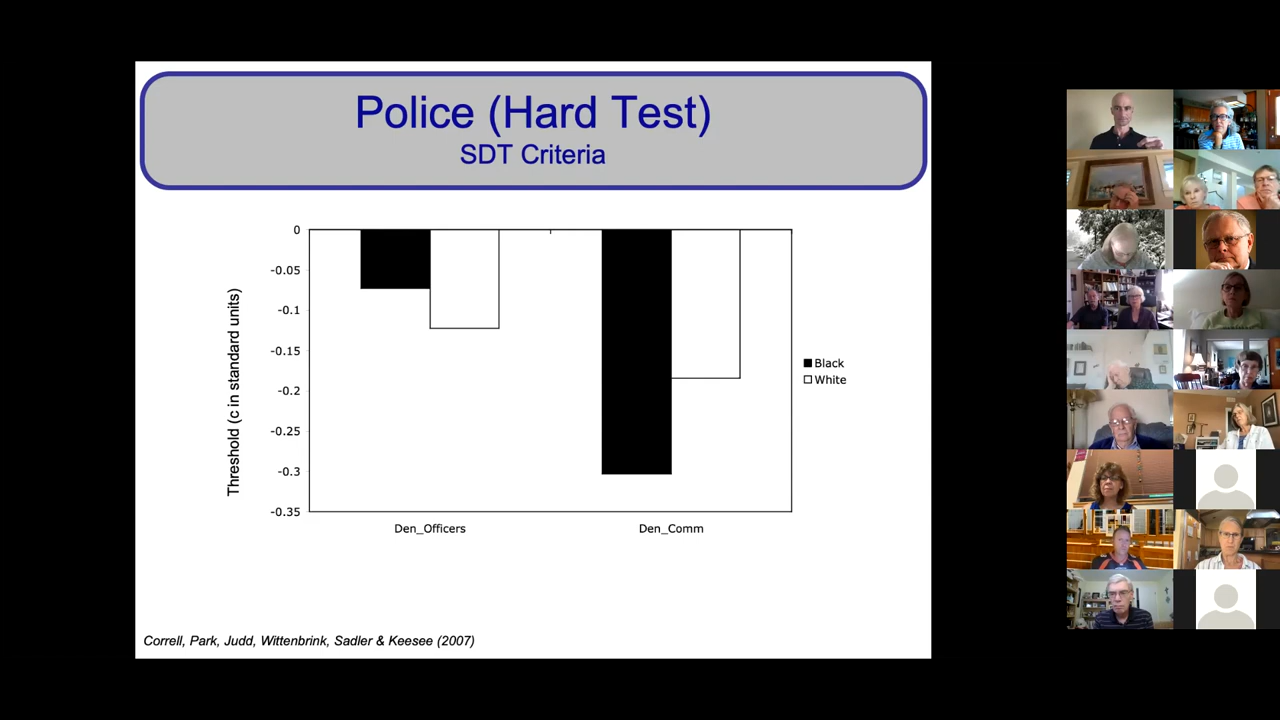 Police (Hard Test)
SDT Criteria
Threshold (c in standard units)
0
-0.05
-0.1
-0.15
-0.2
-0.25
-0.3
-0.35
Den_Officers
Den_Comm
Black
White
Correll, Park, Judd, Wittenbrink, Sadler & Keesee (2007)